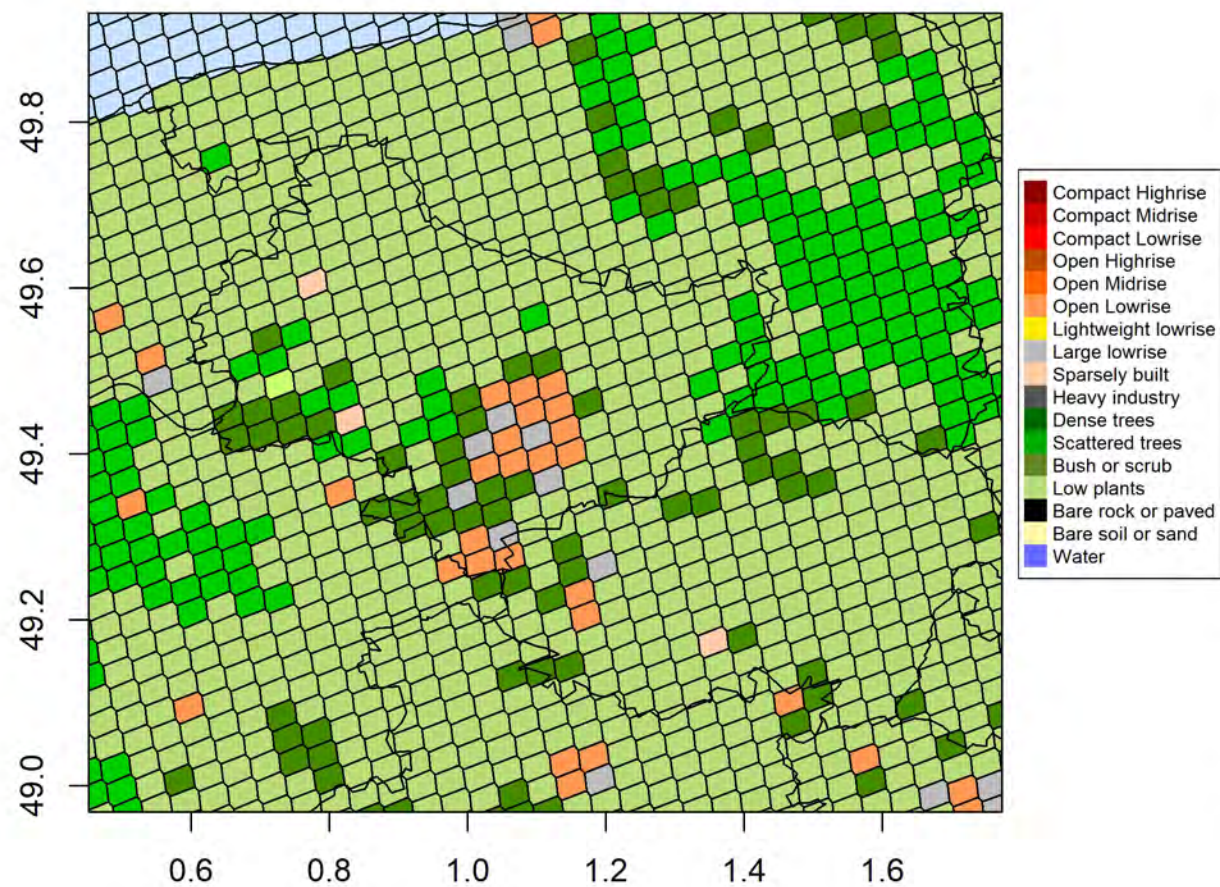 49.8
49.6
49.4
49.2
49.0
0.6 0.8 1.0 1.2 1.4 1.6
Compact Highrise
Compact Midrise
Compact Lowrise
Open Highrise
Open Midrise
Open Lowrise
Lightweight lowrise
Large lowrise
Sparsely built
Heavy industry
Dense trees
Scattered trees
Bush or scrub
Low plants
Bare rock or paved
Bare soil or sand
Water